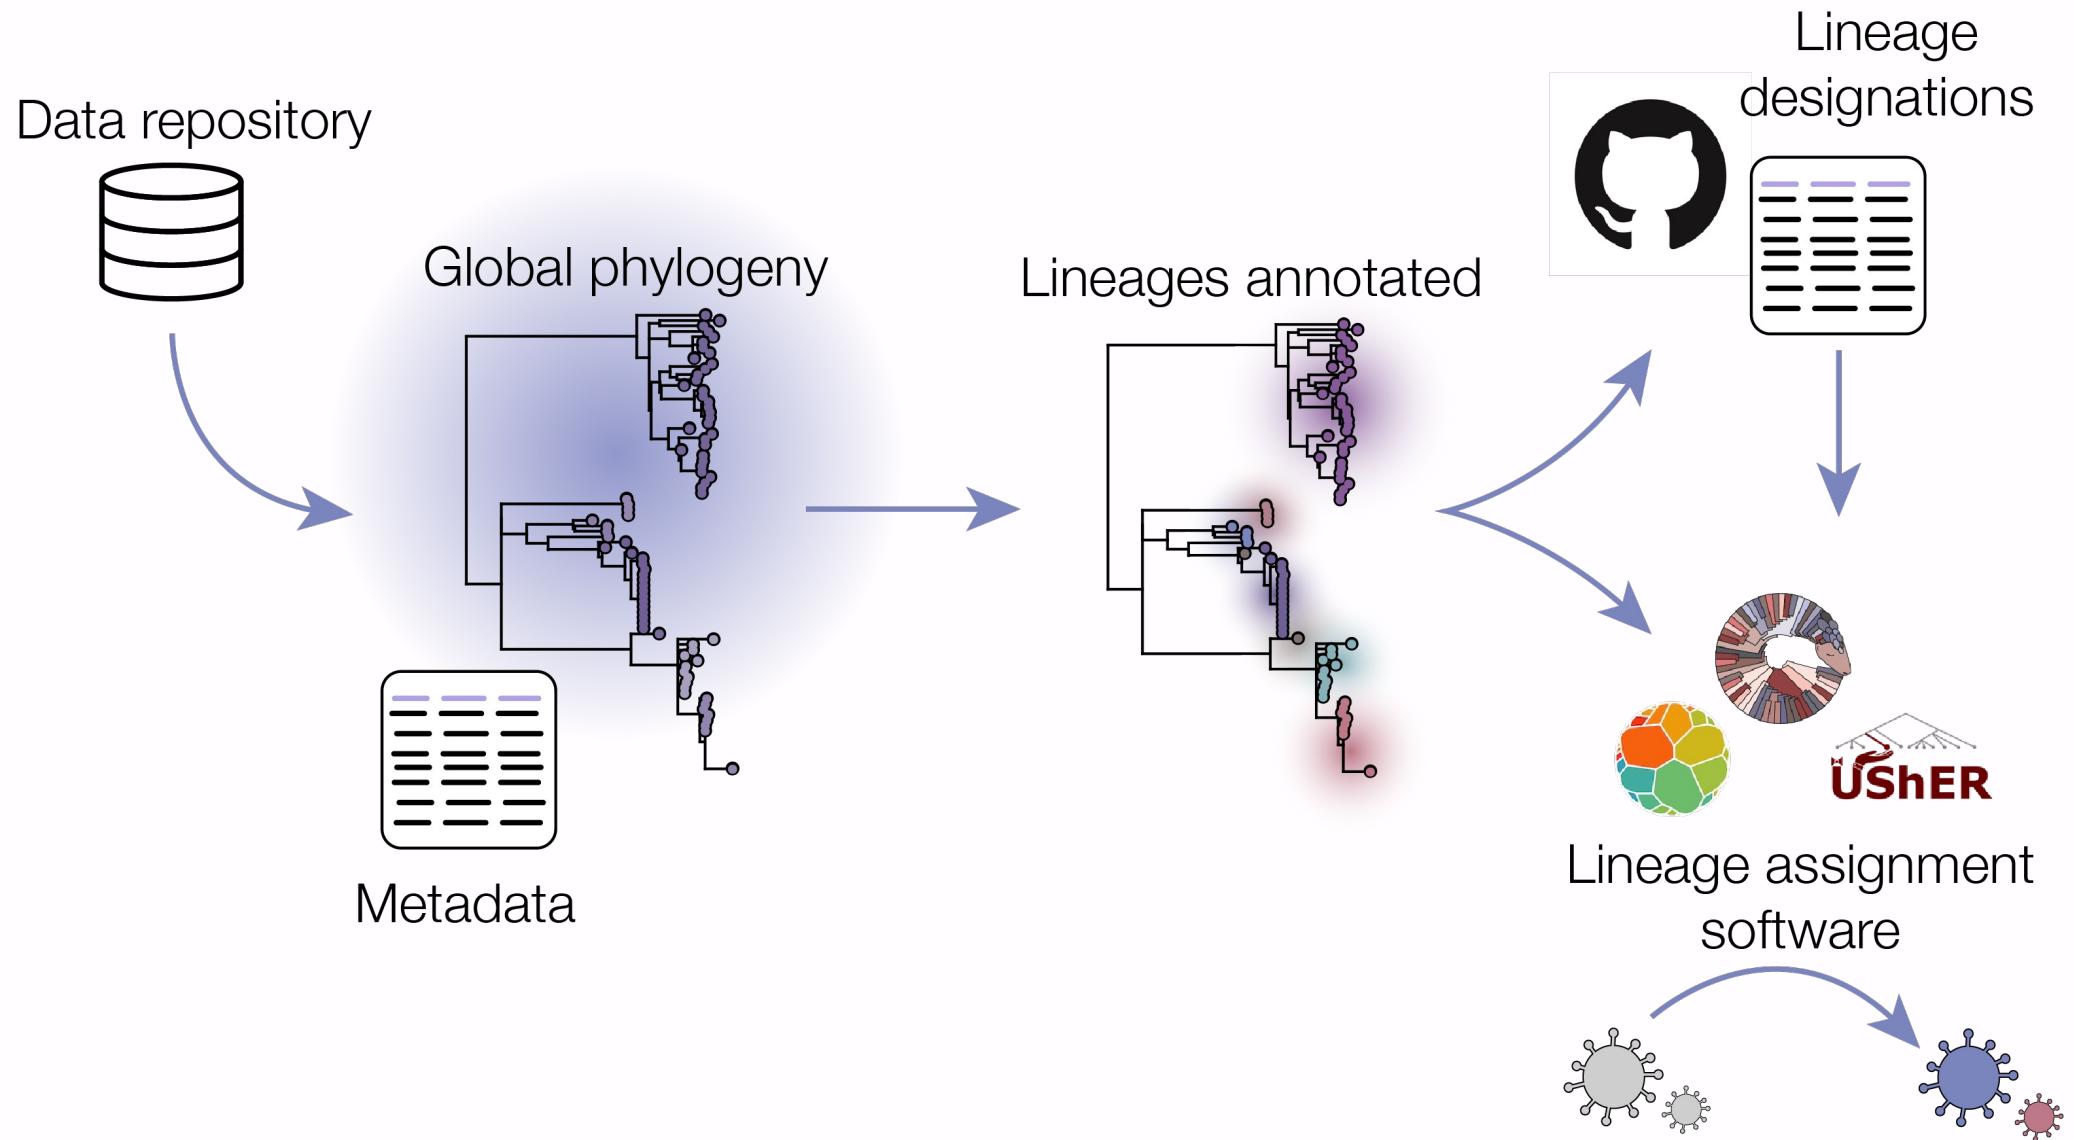 Data repository
Global phylogeny
Metadata
Lineages annotated
Lineage
designations
UShER
Lineage assignment
software